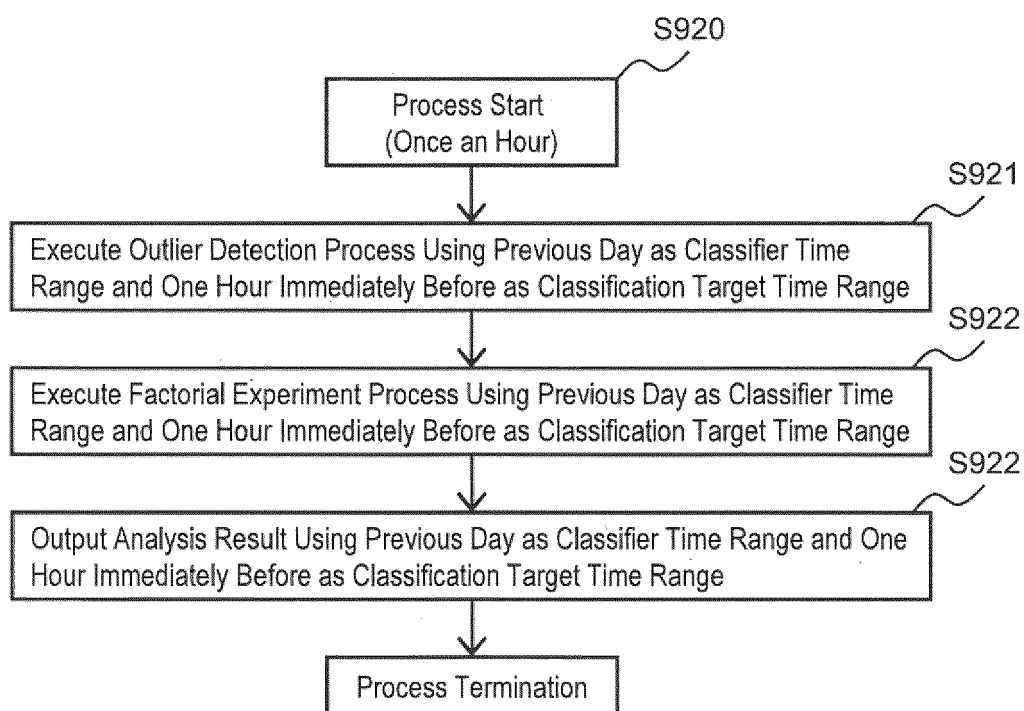 S920
Process Start
(Once an Hour)
S921
Execute Outlier Detection Process Using Previous Day as Classifier Time
Range and One Hour Immediately Before as Classification Target Time Range
S922
Execute Factorial Experiment Process Using Previous Day as Classifier Time
Range and One Hour Immediately Before as Classification Target Time Range
S922
Output Analysis Result Using Previous Day as Classifier Time Range and One
Hour Immediately Before as Classification Target Time Range
Process Termination